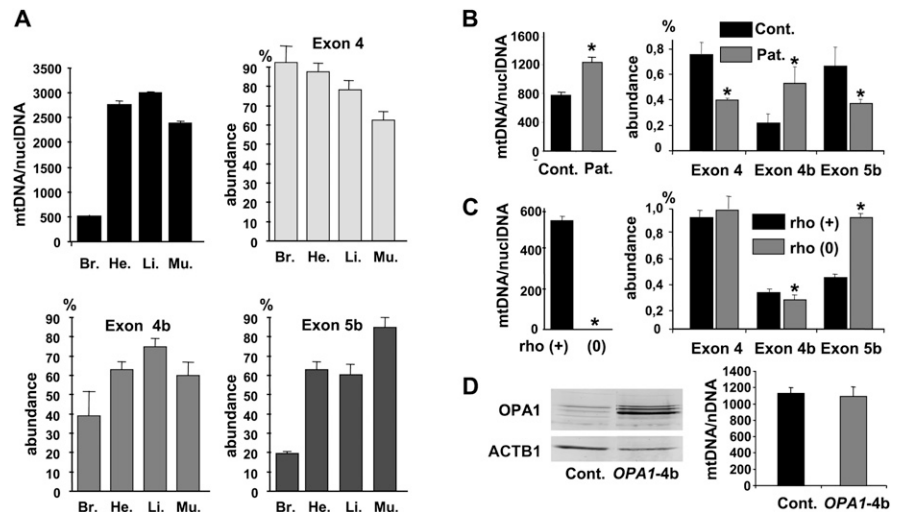 A
mtDNA/nuclDNA
3500
3000
2500
2000
1500
1000
500
0
Br. He. Li. Mu.
Exon 4
%
abundance
90
80
70
60
50
40
30
20
10
0
Br. He. Li. Mu.
Exon 4b
%
abundance
90
80
70
60
50
40
30
20
10
0
Br. He. Li. Mu.
Exon 5b
%
abundance
90
80
70
60
50
40
30
20
10
0
Br. He. Li. Mu.
B
mtDNA/nuclDNA
1600
1200
800
400
0
*
Cont. Pat.
%
abundance
0,8
0,6
0,4
0,2
0
Cont.
Pat.
* * *
Exon 4 Exon 4b Exon 5b
C
mtDNA/nuclDNA
600
400
200
0
*
rho (+) (0)
%
abundance
1,0
0,8
0,6
0,4
0,2
0
rho (+)
rho (0)
* *
Exon 4 Exon 4b Exon 5b
D
OPA1
ACTB1
Cont. OPA1-4b
mtDNA/nDNA
1400
1200
1000
800
600
400
200
0
Cont. OPA1-4b